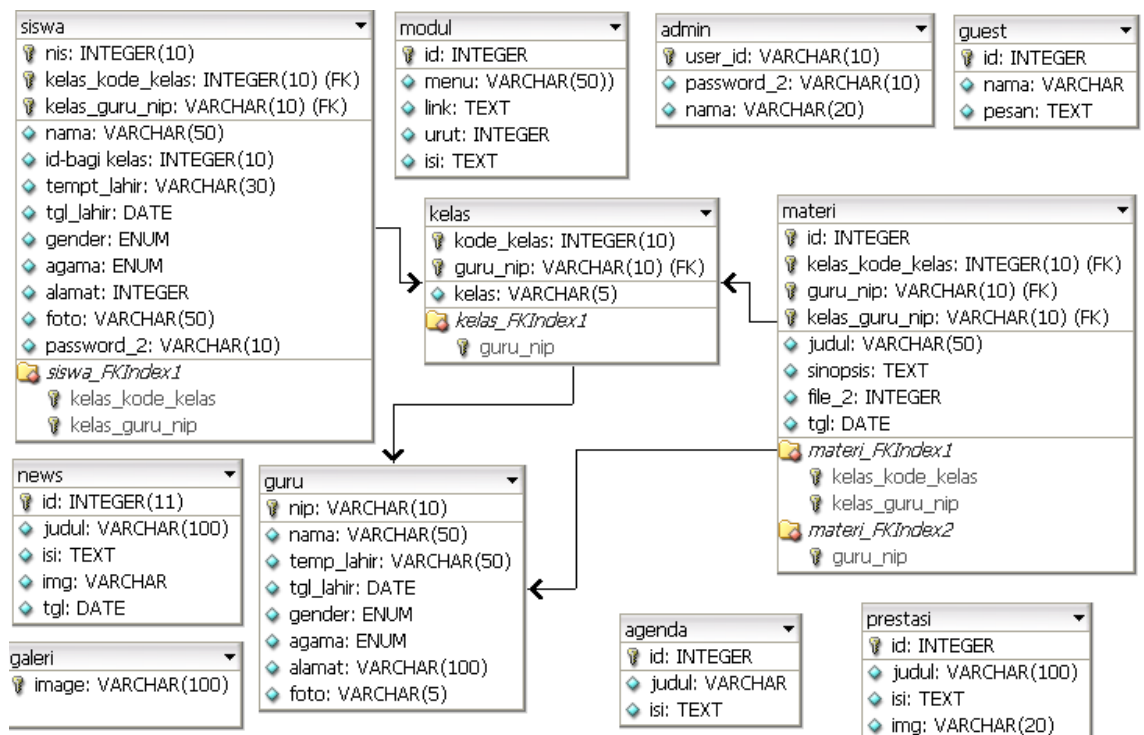 siswa
nis: INTEGER(10)
kelas_kode_kelas: INTEGER(10) (FK)
kelas_guru_nip: VARCHAR(10) (FK)
nama: VARCHAR(50)
id-bagi kelas: INTEGER(10)
tempt_lahir: VARCHAR(30)
tgl_lahir: DATE
gender: ENUM
agama: ENUM
alamat: INTEGER
foto: VARCHAR(50)
password_2: VARCHAR(10)
siswa_FKIndex1
kelas_kode_kelas
kelas_guru_nip
modul
id: INTEGER
menu: VARCHAR(50))
link: TEXT
urut: INTEGER
isi: TEXT
admin
user_id: VARCHAR(10)
password_2: VARCHAR(10)
nama: VARCHAR(20)
guest
id: INTEGER
nama: VARCHAR
pesan: TEXT
kelas
kode_kelas: INTEGER(10)
guru_nip: VARCHAR(10) (FK)
kelas: VARCHAR(5)
kelas_FKIndex1
guru_nip
materi
id: INTEGER
kelas_kode_kelas: INTEGER(10) (FK)
guru_nip: VARCHAR(10) (FK)
kelas_guru_nip: VARCHAR(10) (FK)
judul: VARCHAR(50)
sinopsis: TEXT
file_2: INTEGER
tgl: DATE
materi_FKIndex1
kelas_kode_kelas
kelas_guru_nip
materi_FKIndex2
guru_nip
news
id: INTEGER(11)
judul: VARCHAR(100)
isi: TEXT
img: VARCHAR
tgl: DATE
guru
nip: VARCHAR(10)
nama: VARCHAR(50)
temp_lahir: VARCHAR(50)
tgl_lahir: DATE
gender: ENUM
agama: ENUM
alamat: VARCHAR(100)
foto: VARCHAR(5)
galeri
image: VARCHAR(100)
agenda
id: INTEGER
judul: VARCHAR
isi: TEXT
prestasi
id: INTEGER
judul: VARCHAR(100)
isi: TEXT
img: VARCHAR(20)